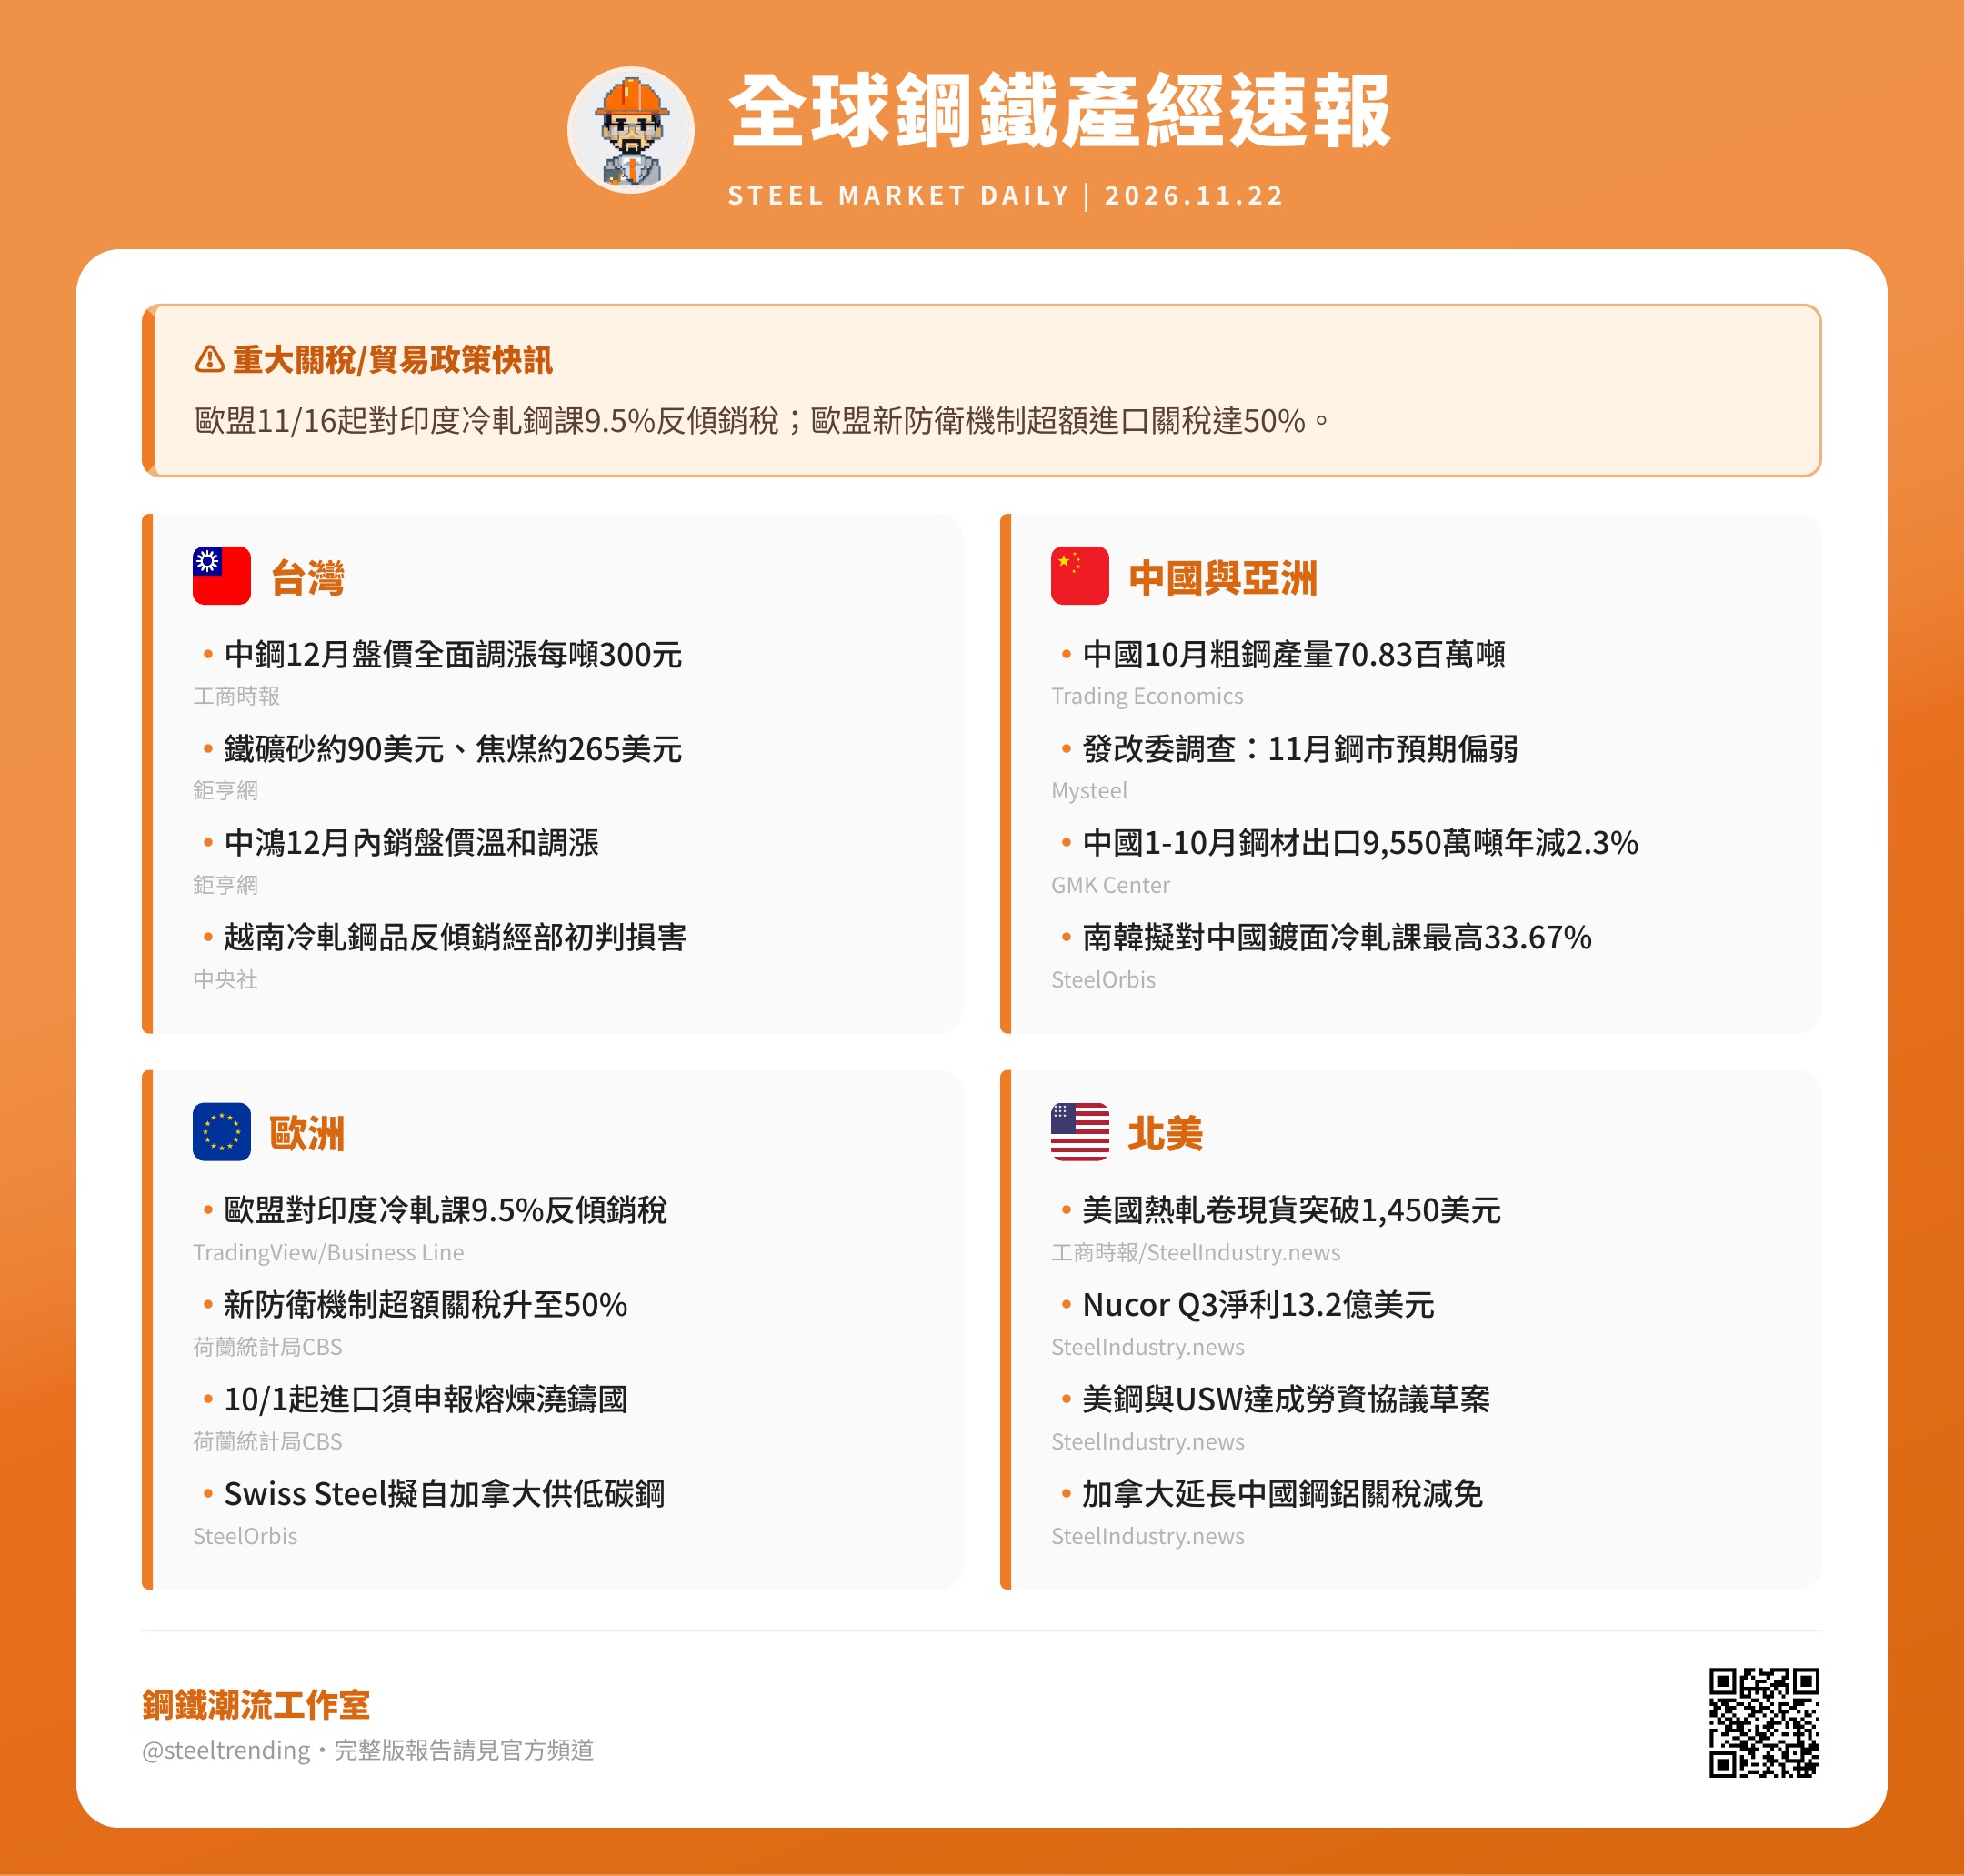 全球鋼鐵產經速報
STEEL MARKET DAILY | 2026.11.22
重大關稅/貿易政策快訊
歐盟11/16起對印度冷軋鋼課9.5%反傾銷稅；歐盟新防衛機制超額進口關稅達50%。
台灣
• 中鋼12月盤價全面調漲每噸300元
工商時報
• 鐵礦砂約90美元、焦煤約265美元
鉅亨網
• 中鴻12月內銷盤價溫和調漲
鉅亨網
• 越南冷軋鋼品反傾銷經部初判損害
中央社
中國與亞洲
• 中國10月粗鋼產量70.83百萬噸
Trading Economics
• 發改委調查：11月鋼市預期偏弱
Mysteel
• 中國1-10月鋼材出口9,550萬噸年減2.3%
GMK Center
• 南韓擬對中國鍍面冷軋課最高33.67%
SteelOrbis
歐洲
• 歐盟對印度冷軋課9.5%反傾銷稅
TradingView/Business Line
• 新防衛機制超額關稅升至50%
荷蘭統計局CBS
• 10/1起進口須申報熔煉澆鑄國
荷蘭統計局CBS
• Swiss Steel擬自加拿大供低碳鋼
SteelOrbis
北美
• 美國熱軋卷現貨突破1,450美元
工商時報/SteelIndustry.news
• Nucor Q3淨利13.2億美元
SteelIndustry.news
• 美鋼與USW達成勞資協議草案
SteelIndustry.news
• 加拿大延長中國鋼鋁關稅減免
SteelIndustry.news
鋼鐵潮流工作室
@steeltrending・完整版報告請見官方頻道